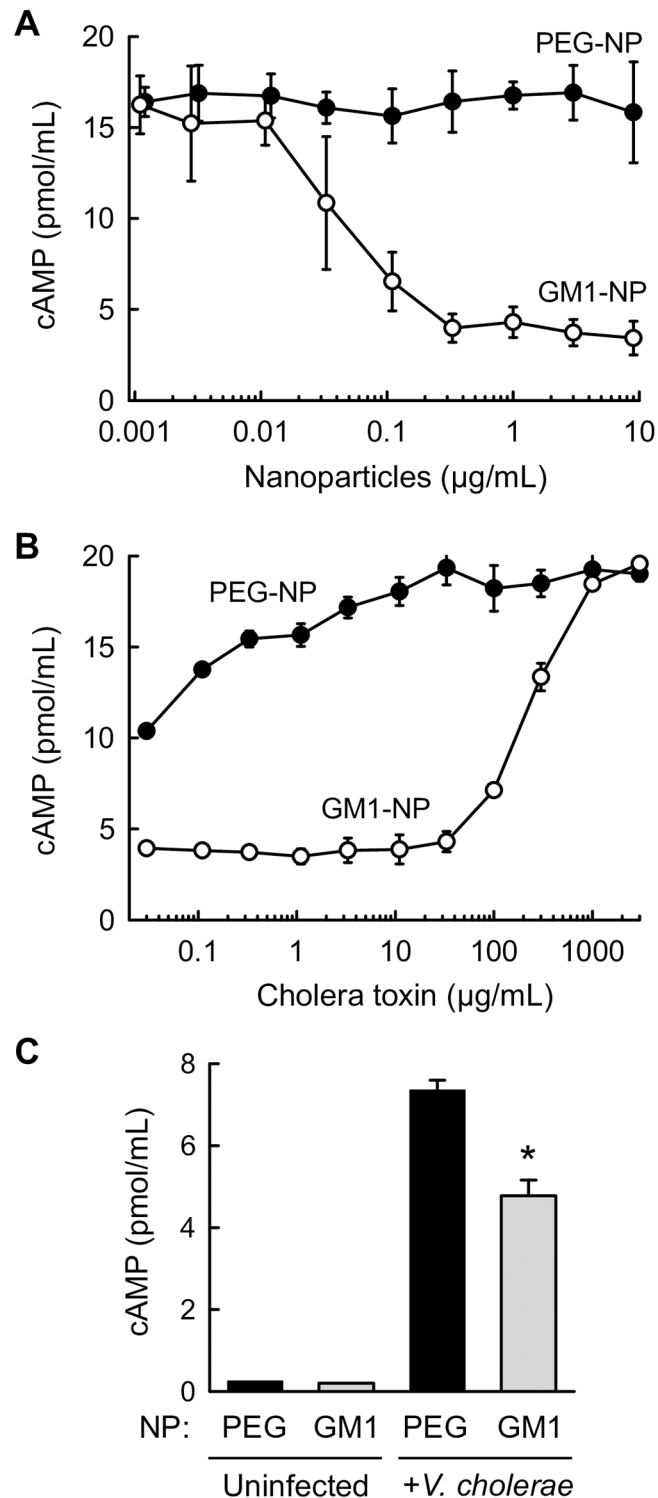 A
20
15
10
5
0
cAMP (pmol/mL)
PEG-NP
GM1-NP
0.001 0.01 0.1 1 10
Nanoparticles (μg/mL)
B
20
15
10
5
0
cAMP (pmol/mL)
PEG-NP
GM1-NP
0.1 1 10 100 1000
Cholera toxin (μg/mL)
C
8
6
4
2
0
cAMP (pmol/mL)
*
NP: PEG GM1 PEG GM1
Uninfected +V. cholerae